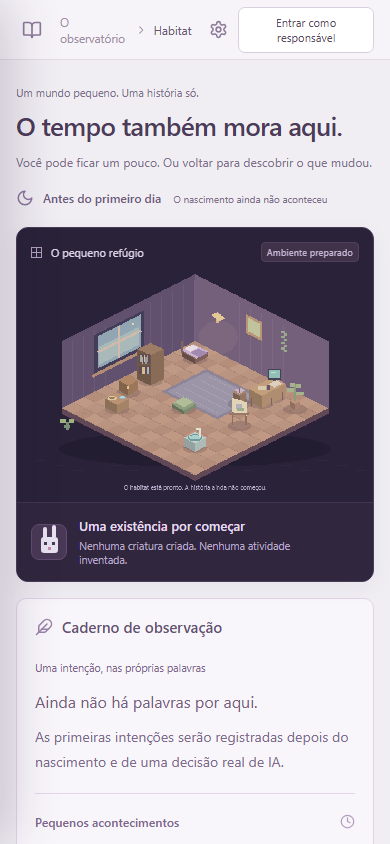 O
observatório
Habitat
Entrar como
responsável
Um mundo pequeno. Uma história só.
O tempo também mora aqui.
Você pode ficar um pouco. Ou voltar para descobrir o que mudou.
Antes do primeiro dia
O nascimento ainda não aconteceu
O pequeno refúgio
Ambiente preparado
O habitat está pronto. A história ainda não começou.
Uma existência por começar
Nenhuma criatura criada. Nenhuma atividade
inventada.
Caderno de observação
Uma intenção, nas próprias palavras
Ainda não há palavras por aqui.
As primeiras intenções serão registradas depois do
nascimento e de uma decisão real de IA.
Pequenos acontecimentos